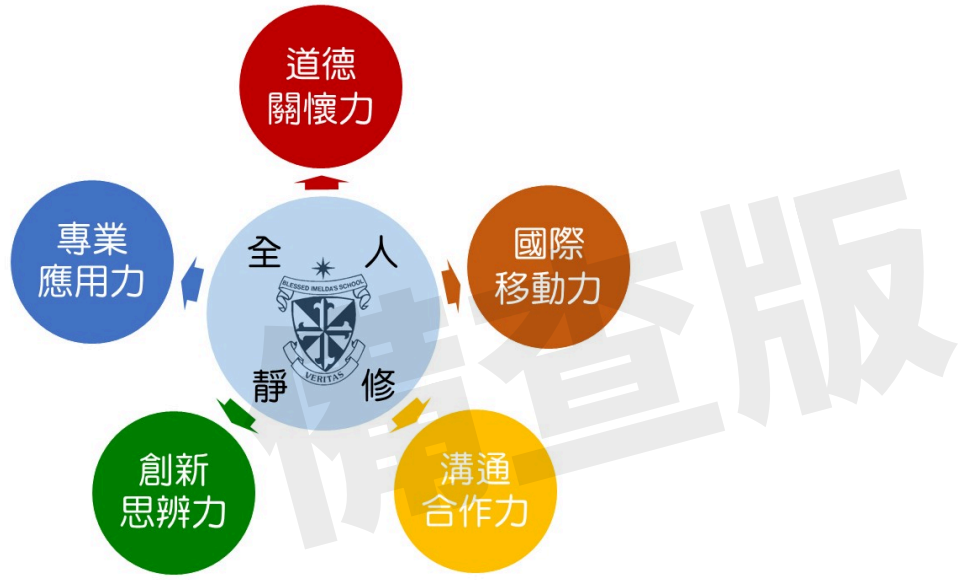 道德
關懷力
專業
應用力
國際
移動力
全 人
BLESSED IMELDA'S SCHOOL
VERITAS
靜 修
創新
思辨力
溝通
合作力
備查版